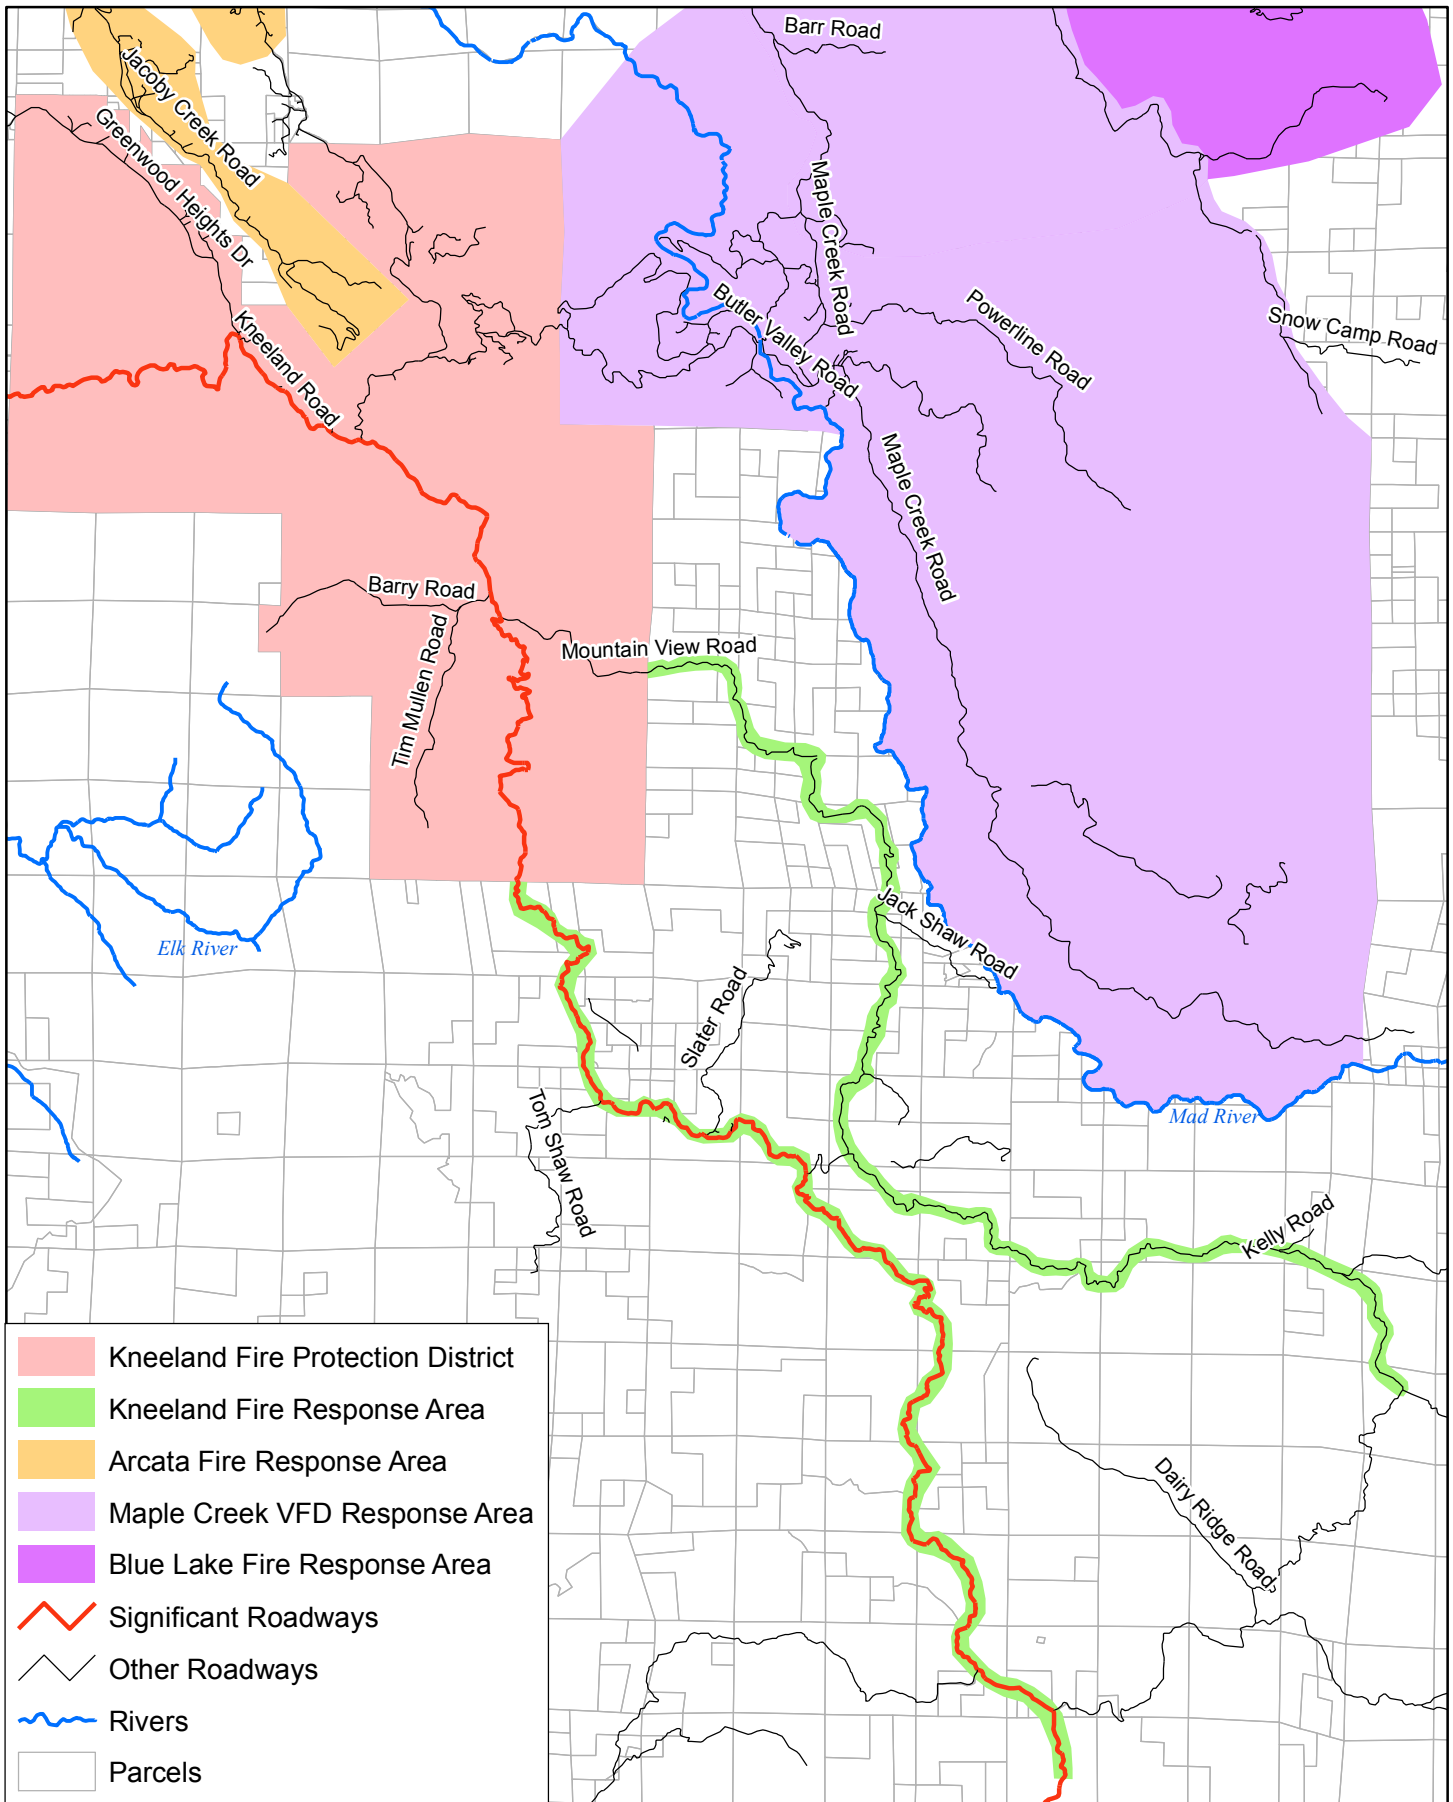 Barr Road
Jacoby Creek Road
Greenwood Heights Dr
Maple Creek Road
Butler Valley Road
Powerline Road
Snow Camp Road
Kneeland Road
Maple Creek Road
Barry Road
Tim Mullen Road
Mountain View Road
Jack Shaw Road
Elk River
Slater Road
Tom Shaw Road
Mad River
Kelly Road
Dairy Ridge Road
Kneeland Fire Protection District
Kneeland Fire Response Area
Arcata Fire Response Area
Maple Creek VFD Response Area
Blue Lake Fire Response Area
Significant Roadways
Other Roadways
Rivers
Parcels